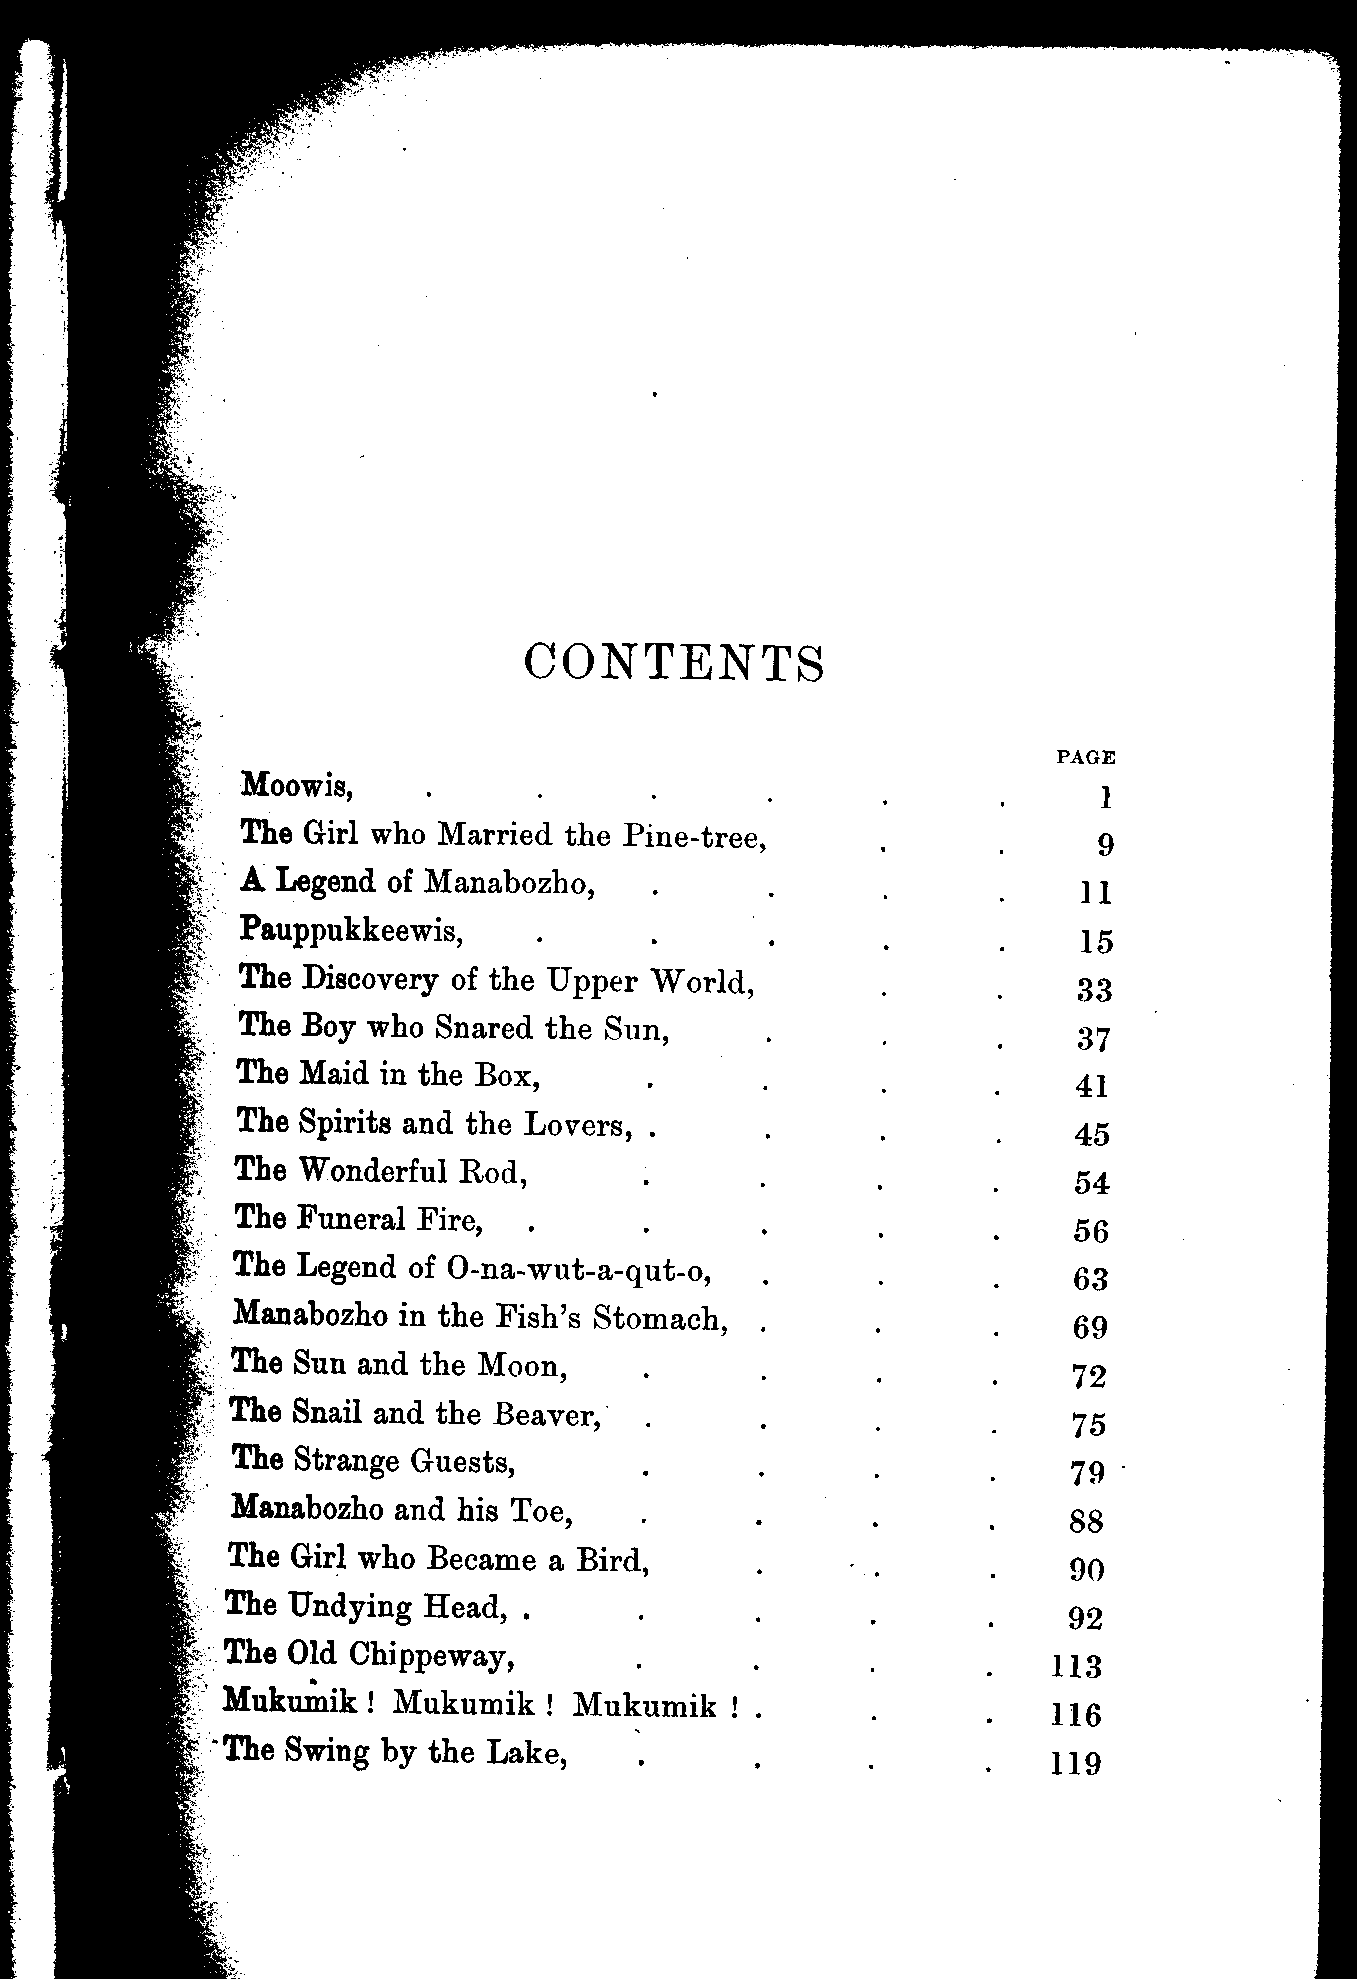 CONTENTS
PAGE
Moowis, . . . . . . 1
The Girl who Married the Pine-tree, . . 9
A Legend of Manabozho, . . . . 11
Pauppukkeewis, . . . . . 15
The Discovery of the Upper World, . . 33
The Boy who Snared the Sun, . . . 37
The Maid in the Box, . . . . 41
The Spirits and the Lovers, . . . . 45
The Wonderful Rod, . . . . 54
The Funeral Fire, . . . . . 56
The Legend of O-na-wut-a-qut-o, . . . 63
Manabozho in the Fish's Stomach, . . . 69
The Sun and the Moon, . . . . 72
The Snail and the Beaver, . . . . 75
The Strange Guests, . . . . 79
Manabozho and his Toe, . . . . 88
The Girl who Became a Bird, . . . 90
The Undying Head, . . . . . 92
The Old Chippeway, . . . . 113
Mukumik ! Mukumik ! Mukumik ! . . . 116
The Swing by the Lake, . . . . 119